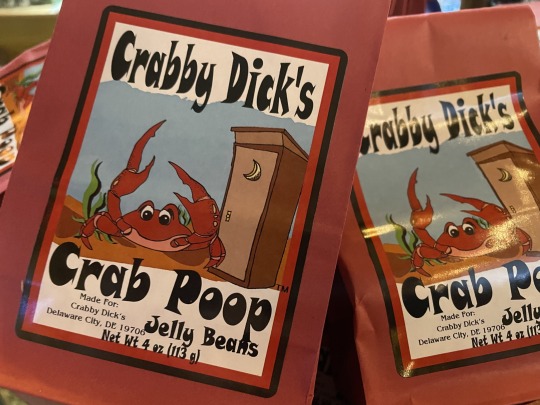 Crabby Dick's
Crab Poop
TM
Made For:
Crabby Dick's
Delaware City, DE 19706
Jelly Beans
Net Wt 4 oz (113 g)
Crabby Dick's
Crab Po
Made For:
Crabby Dick's
Delaware City, DE 19706
Jelly
Net Wt 4 oz (113